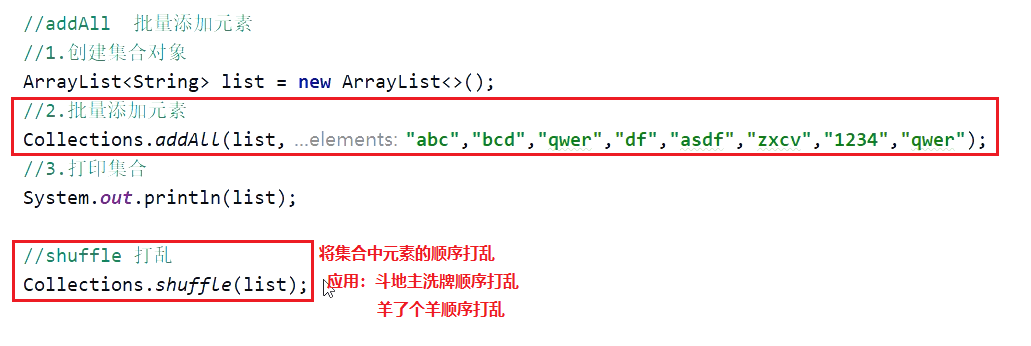 //addAll  批量添加元素
//1.创建集合对象
ArrayList<String> list = new ArrayList<>();
//2.批量添加元素
Collections.addAll(list, ...elements: "abc","bcd","qwer","df","asdf","zxcv","1234","qwer");
//3.打印集合
System.out.println(list);
//shuffle 打乱 将集合中元素的顺序打乱
Collections.shuffle(list); 应用：斗地主洗牌顺序打乱
羊了个羊顺序打乱